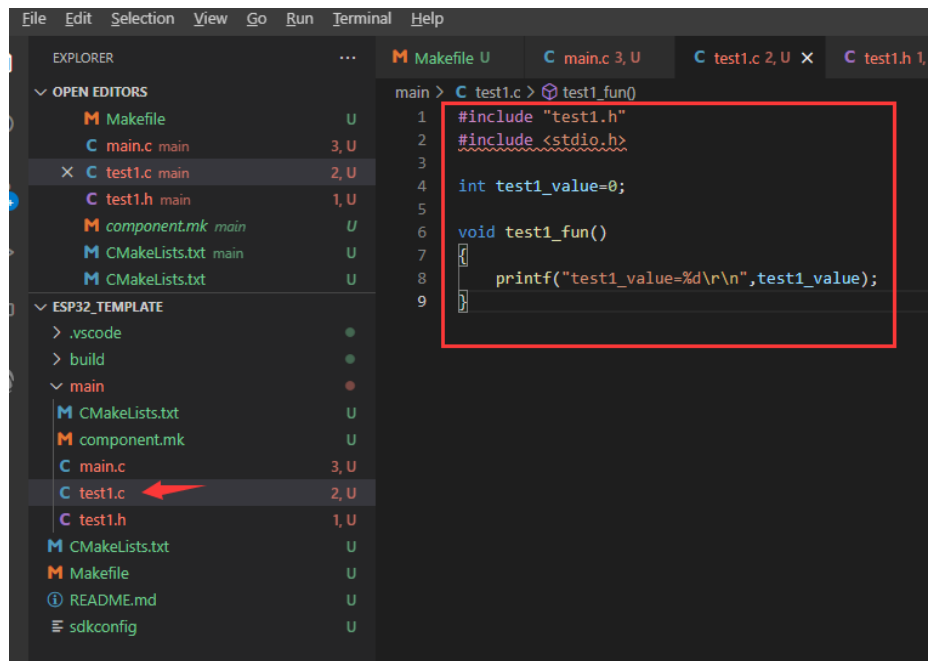 File Edit Selection View Go Run Terminal Help
EXPLORER ...
Makefile U main.c 3, U test1.c 2, U test1.h 1,
OPEN EDITORS
main > C test1.c > test1_fun()
M Makefile U
C main.c main 3, U
C test1.c main 2, U
C test1.h main 1, U
M component.mk main U
M CMakeLists.txt main U
M CMakeLists.txt U
ESP32_TEMPLATE
> .vscode
> build
main
M CMakeLists.txt U
M component.mk U
C main.c 3, U
C test1.c 2, U
C test1.h 1, U
M CMakeLists.txt U
M Makefile U
README.md U
sdkconfig U
1 #include "test1.h"
2 #include <stdio.h>
3
4 int test1_value=0;
5
6 void test1_fun()
7 {
8 printf("test1_value=%d\r\n",test1_value);
9 }